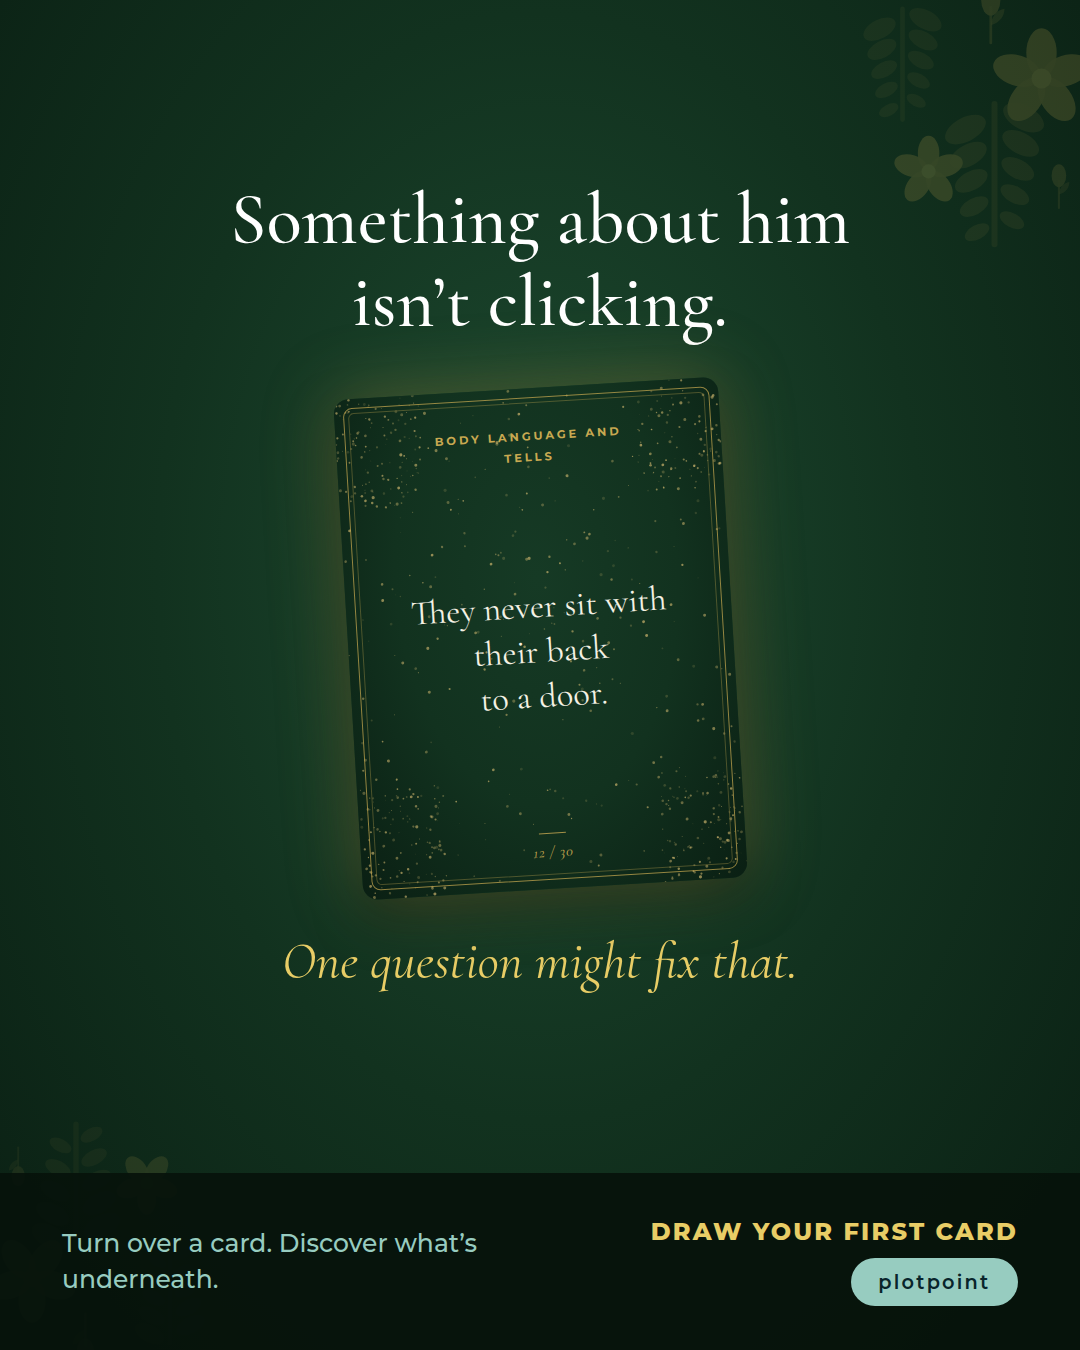 Something about him
isn’t clicking.
BODY LANGUAGE AND
TELLS
They never sit with
their back
to a door.
12 / 30
One question might fix that.
Turn over a card. Discover what’s
underneath.
DRAW YOUR FIRST CARD
plotpoint